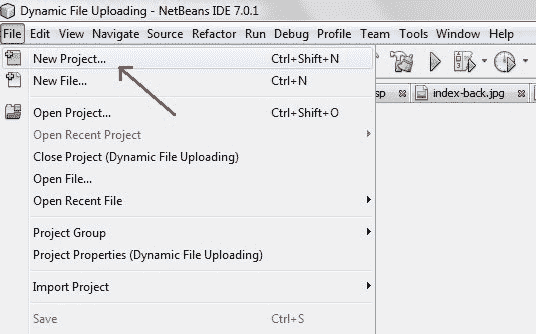 Dynamic File Uploading - NetBeans IDE 7.0.1
File Edit View Navigate Source Refactor Run Debug Profile Team Tools Window Help
New Project... Ctrl+Shift+N
New File... Ctrl+N
sp index-back.jpg
Open Project... Ctrl+Shift+O
Open Recent Project
Close Project (Dynamic File Uploading)
Open File...
Open Recent File
Project Group
Project Properties (Dynamic File Uploading)
Import Project
Save Ctrl+S